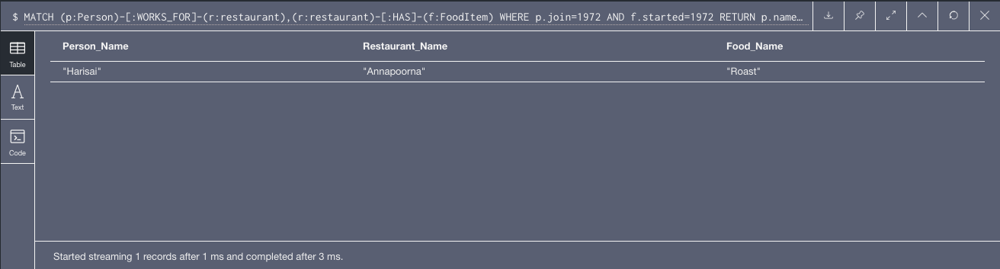 $ MATCH (p:Person)-[:WORKS_FOR]-(r:restaurant),(r:restaurant)-[:HAS]-(f:FoodItem) WHERE p.join=1972 AND f.started=1972 RETURN p.name…
Table
Text
Code
Person_Name Restaurant_Name Food_Name
"Harisai" "Annapoorna" "Roast"
Started streaming 1 records after 1 ms and completed after 3 ms.